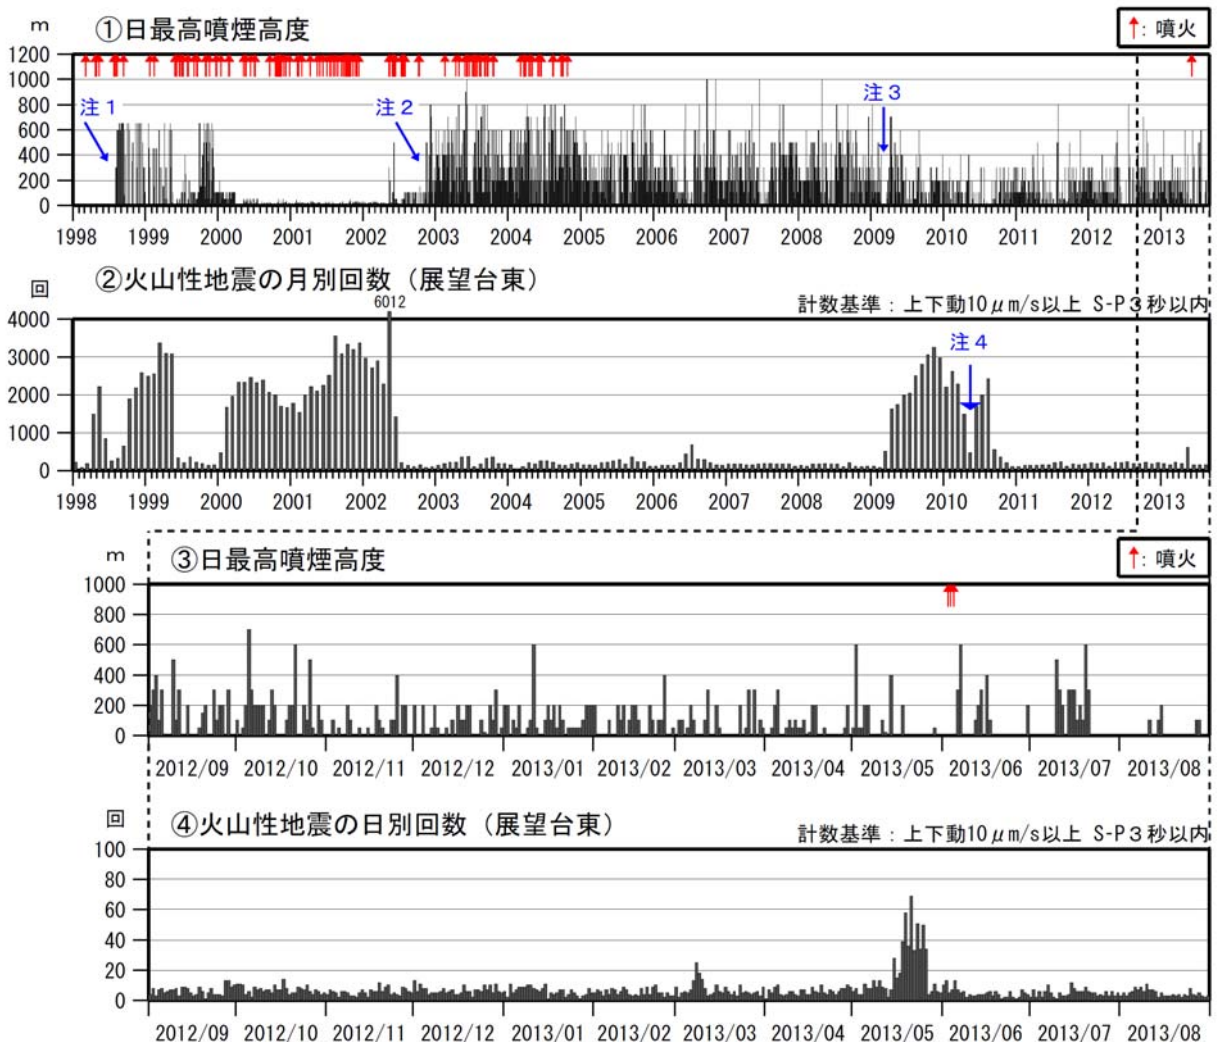 m ①日最高噴煙高度 ↑: 噴火
1200
1000
800
600
400
200
0
注1 注2 注3
1998 1999 2000 2001 2002 2003 2004 2005 2006 2007 2008 2009 2010 2011 2012 2013
回 ②火山性地震の月別回数（展望台東）
6012
計数基準：上下動10μm/s以上 S-P3秒以内
4000
3000
2000
1000
0
注4
1998 1999 2000 2001 2002 2003 2004 2005 2006 2007 2008 2009 2010 2011 2012 2013
m ③日最高噴煙高度 ↑: 噴火
1000
800
600
400
200
0
2012/09 2012/10 2012/11 2012/12 2013/01 2013/02 2013/03 2013/04 2013/05 2013/06 2013/07 2013/08
回 ④火山性地震の日別回数（展望台東）
計数基準：上下動10μm/s以上 S-P3秒以内
100
80
60
40
20
0
2012/09 2012/10 2012/11 2012/12 2013/01 2013/02 2013/03 2013/04 2013/05 2013/06 2013/07 2013/08